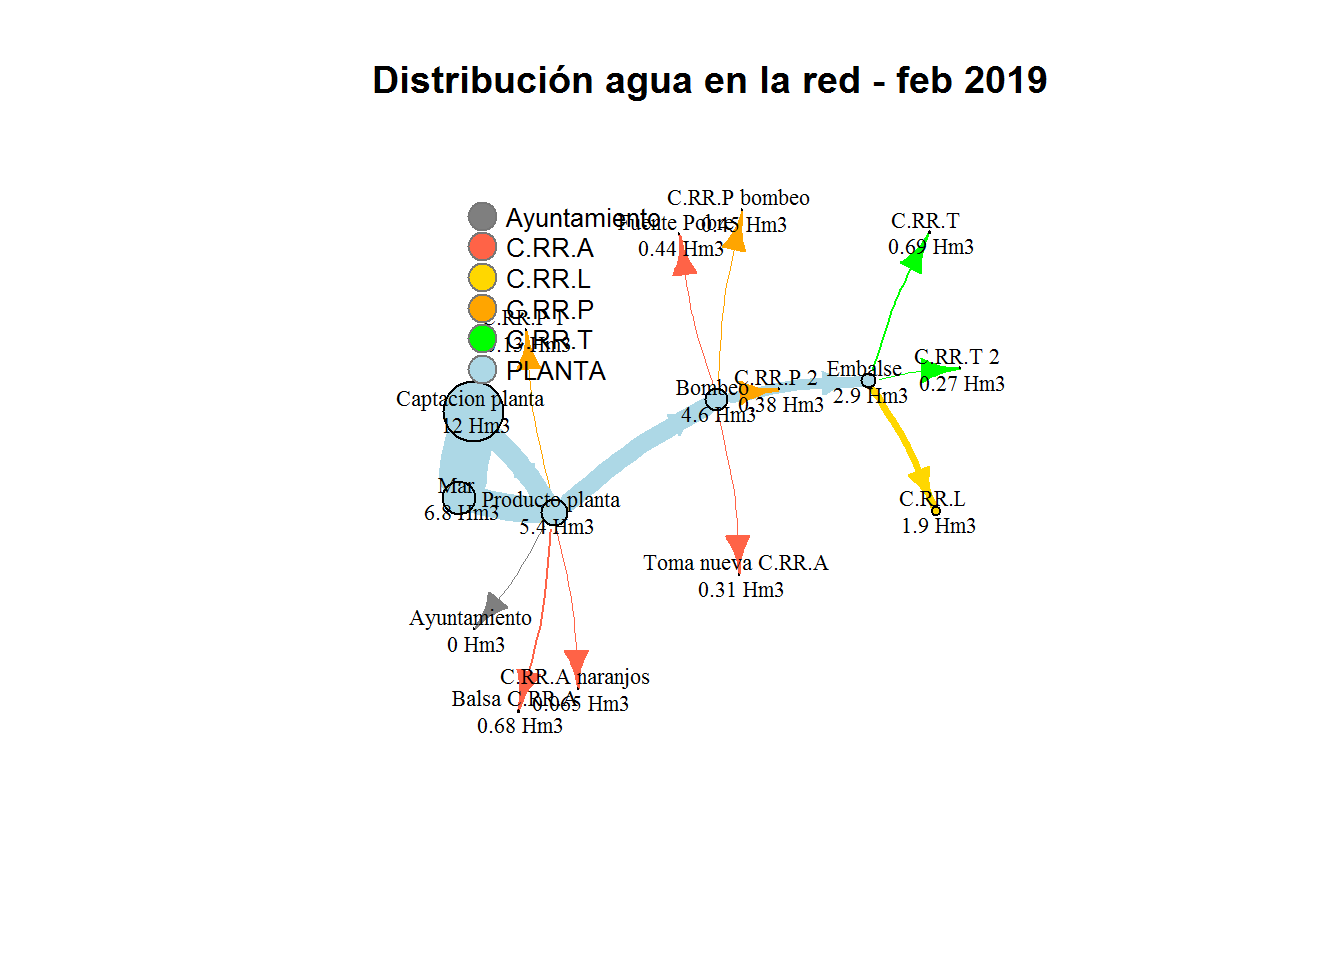 Distribución agua en la red - feb 2019
C.RR.P bombeo
0.45 Hm3
Fuente Pobre
0.44 Hm3
C.RR.T
0.69 Hm3
Ayuntamiento
C.RR.A
C.RR.L
C.RR.P
C.RR.T
PLANTA
C.RR.P 1
0.13 Hm3
C.RR.T 2
0.27 Hm3
Embalse
2.9 Hm3
C.RR.P 2
0.38 Hm3
Bombeo
4.6 Hm3
Captacion planta
12 Hm3
Mar
6.8 Hm3
Producto planta
5.4 Hm3
C.RR.L
1.9 Hm3
Toma nueva C.RR.A
0.31 Hm3
Ayuntamiento
0 Hm3
C.RR.A naranjos
0.065 Hm3
Balsa C.RR.A
0.68 Hm3